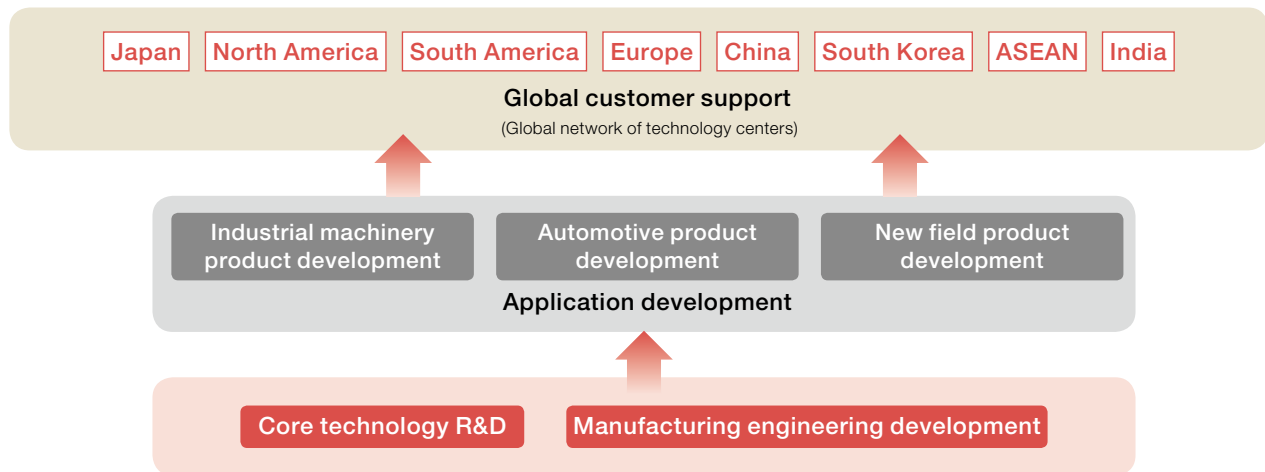 Japan North America South America Europe China South Korea ASEAN India
Global customer support
(Global network of technology centers)
Industrial machinery
product development
Automotive product
development
New field product
development
Application development
Core technology R&D
Manufacturing engineering development